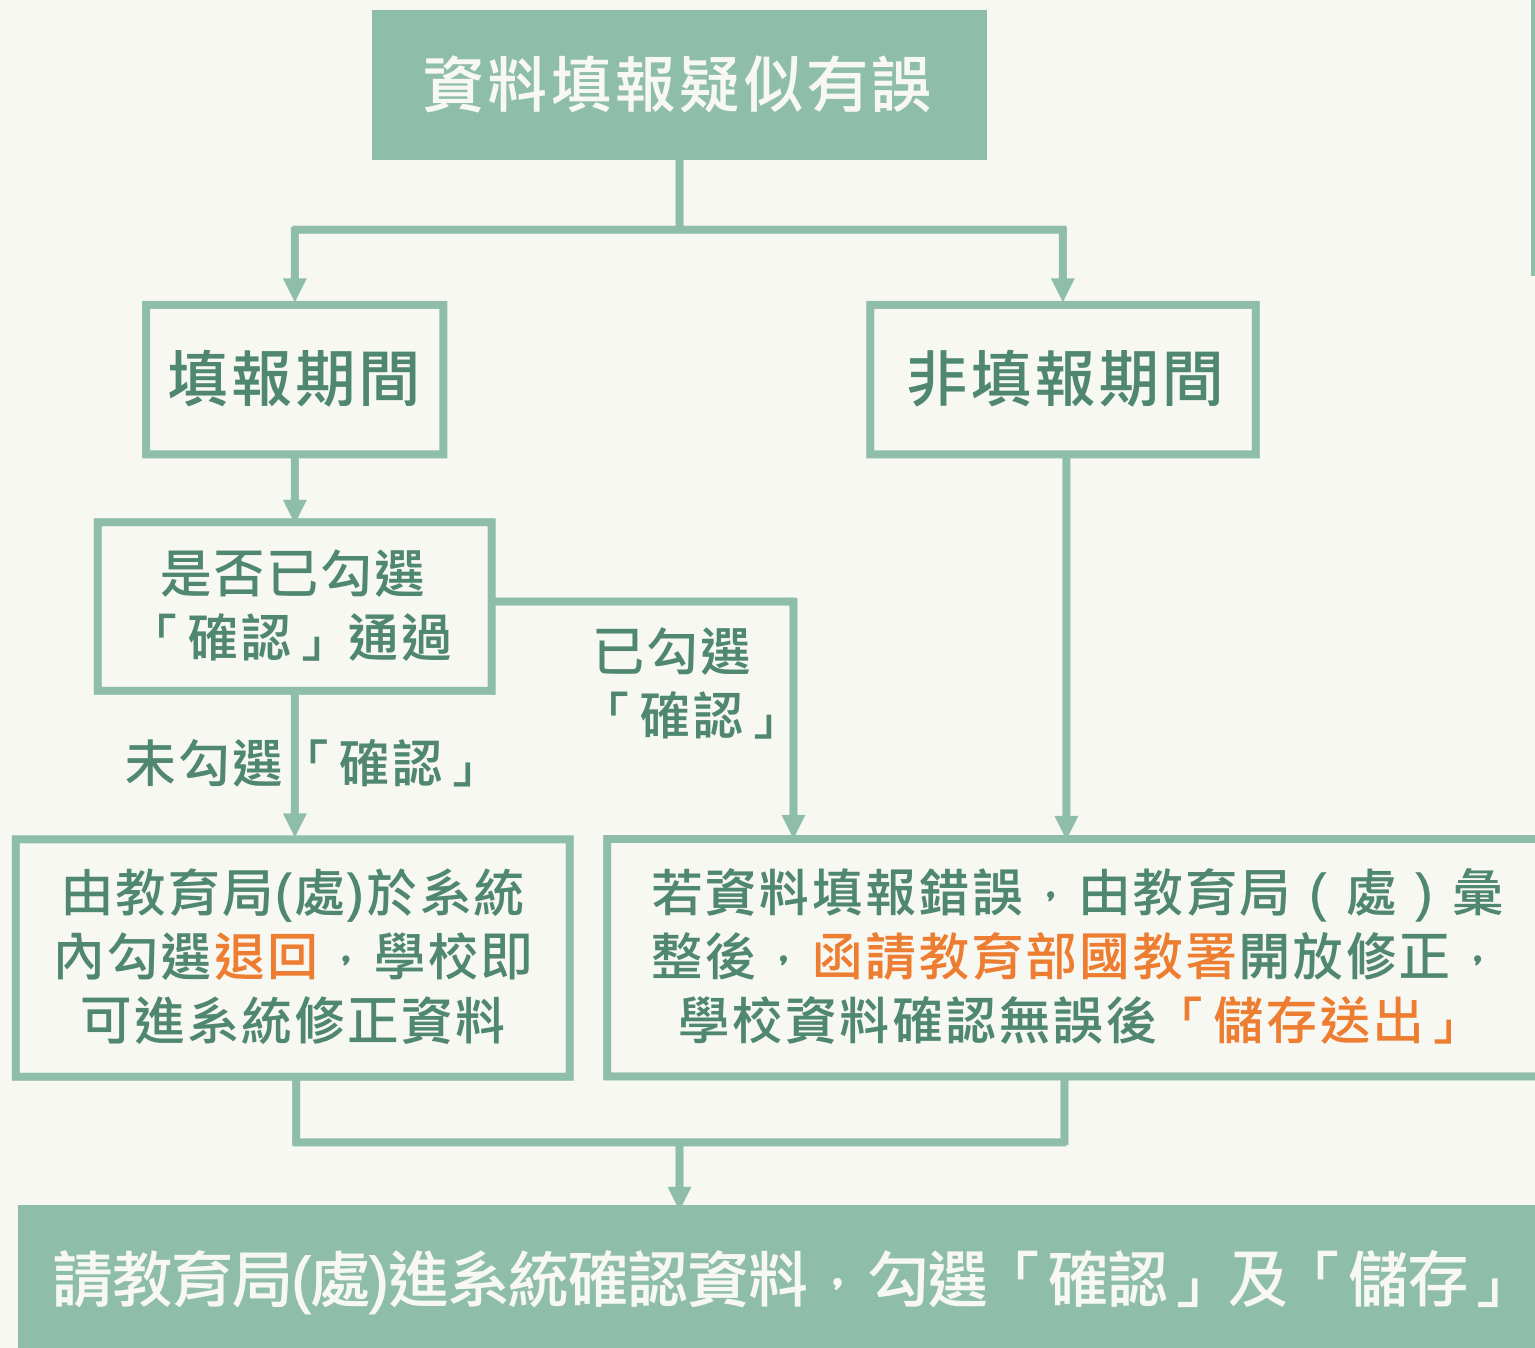 資料填報疑似有誤
填報期間
非填報期間
是否已勾選
「確認」通過
已勾選
「確認」
未勾選「確認」
由教育局(處)於系統
內勾選退回，學校即
可進系統修正資料
若資料填報錯誤，由教育局（處）彙
整後，函請教育部國教署開放修正，
學校資料確認無誤後「儲存送出」
請教育局(處)進系統確認資料，勾選「確認」及「儲存」